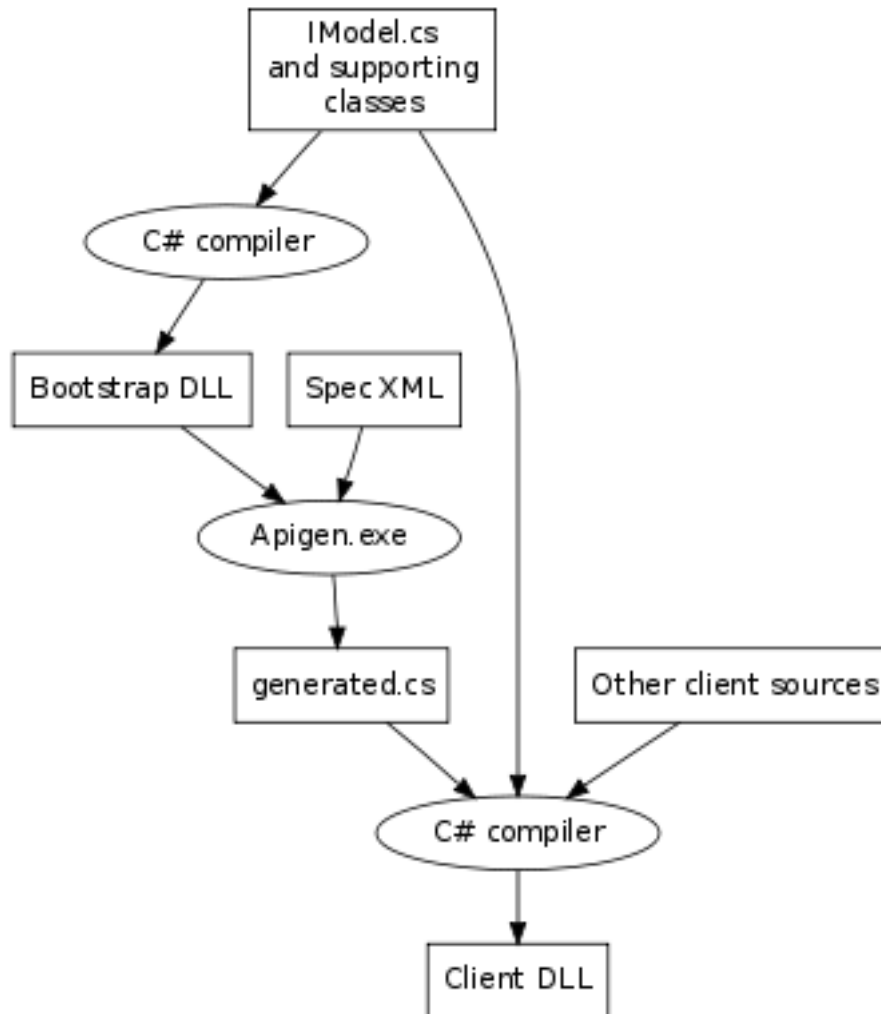 IModel.cs
and supporting
classes
C# compiler
Bootstrap DLL
Spec XML
Apigen.exe
generated.cs
Other client sources
C# compiler
Client DLL